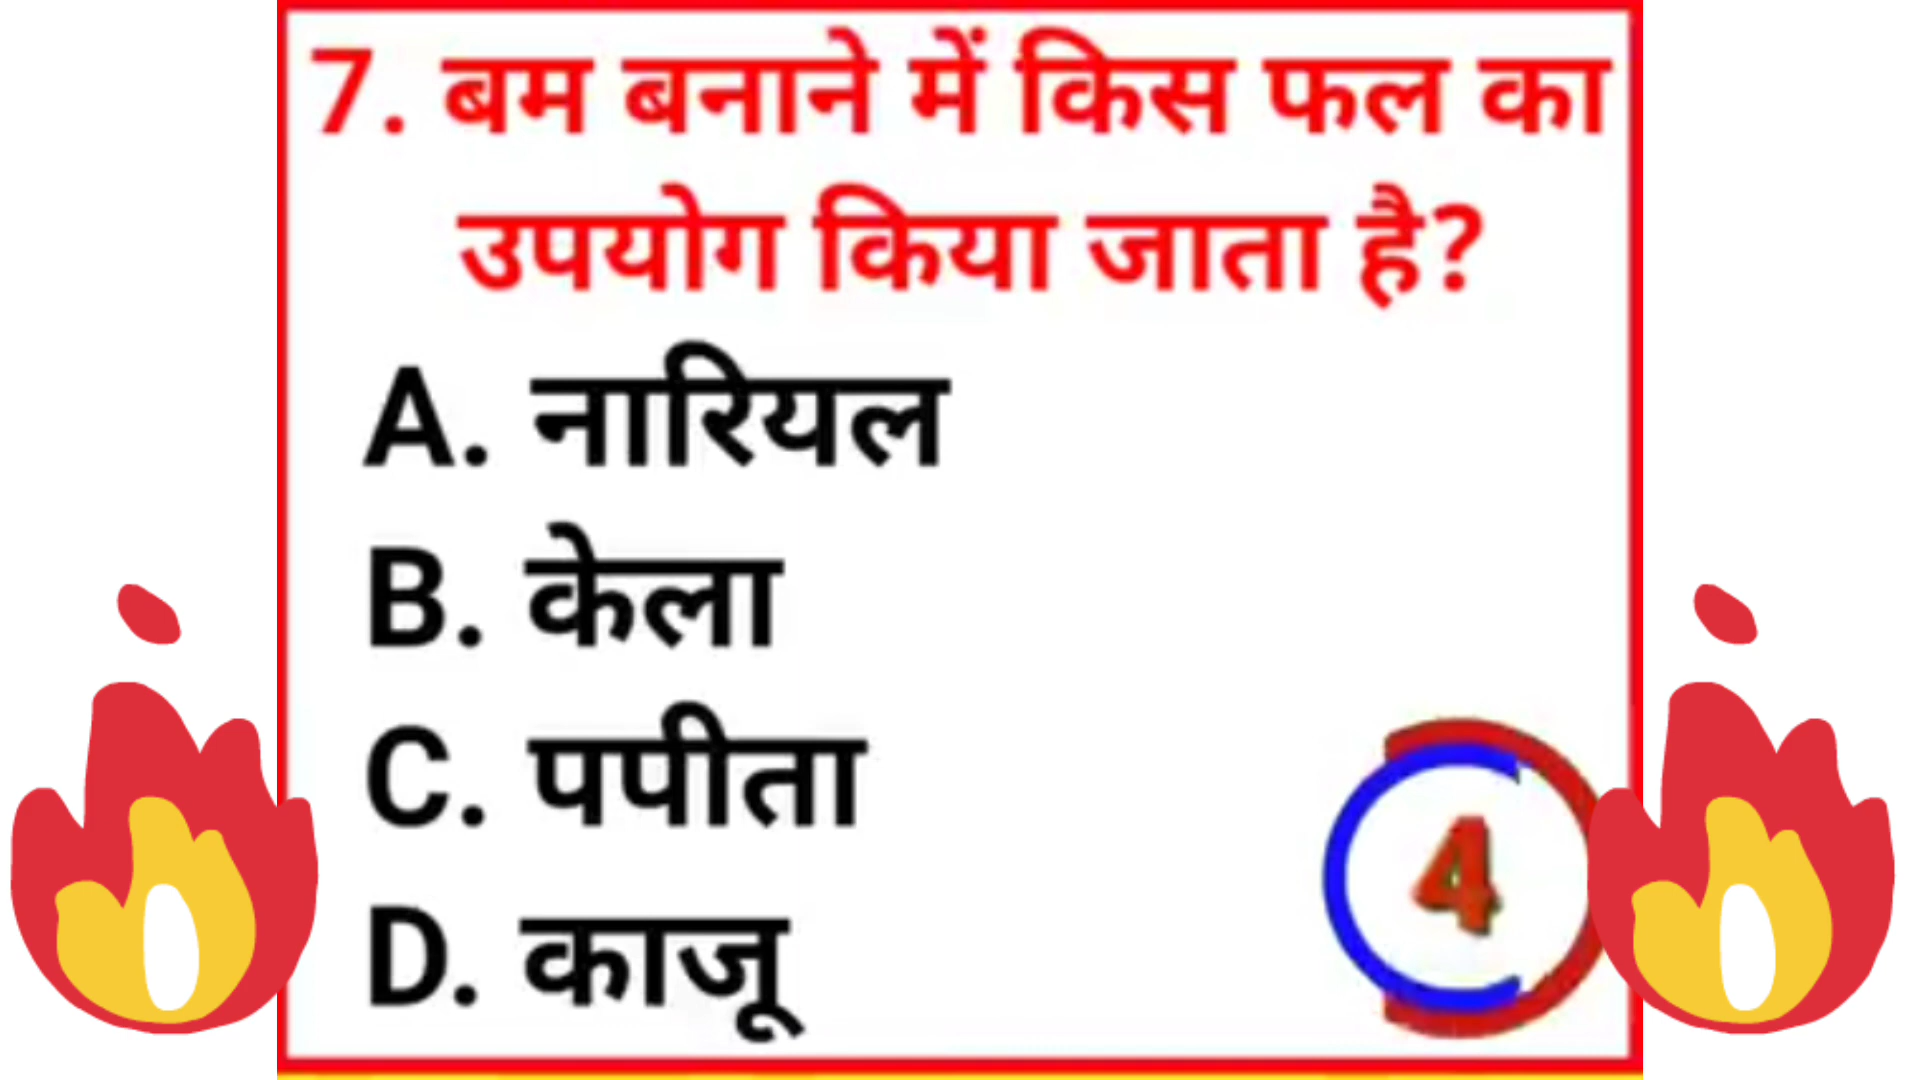 7. बम बनाने में किस फल का
उपयोग किया जाता है?
A. नारियल
B. केला
C. पपीता
D. काजू
4